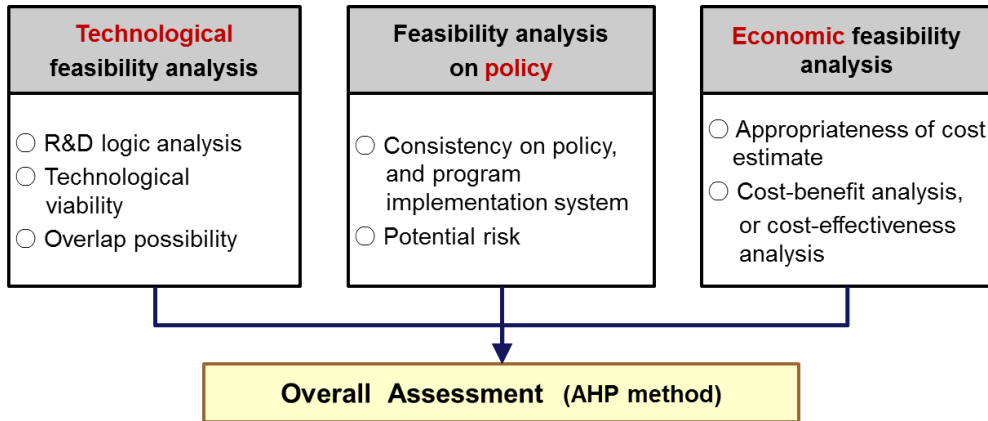 Technological
feasibility analysis
○ R&D logic analysis
○ Technological
viability
○ Overlap possibility
Feasibility analysis
on policy
○ Consistency on policy,
and program
implementation system
○ Potential risk
Economic feasibility
analysis
○ Appropriateness of cost
estimate
○ Cost-benefit analysis,
or cost-effectiveness
analysis
Overall Assessment (AHP method)